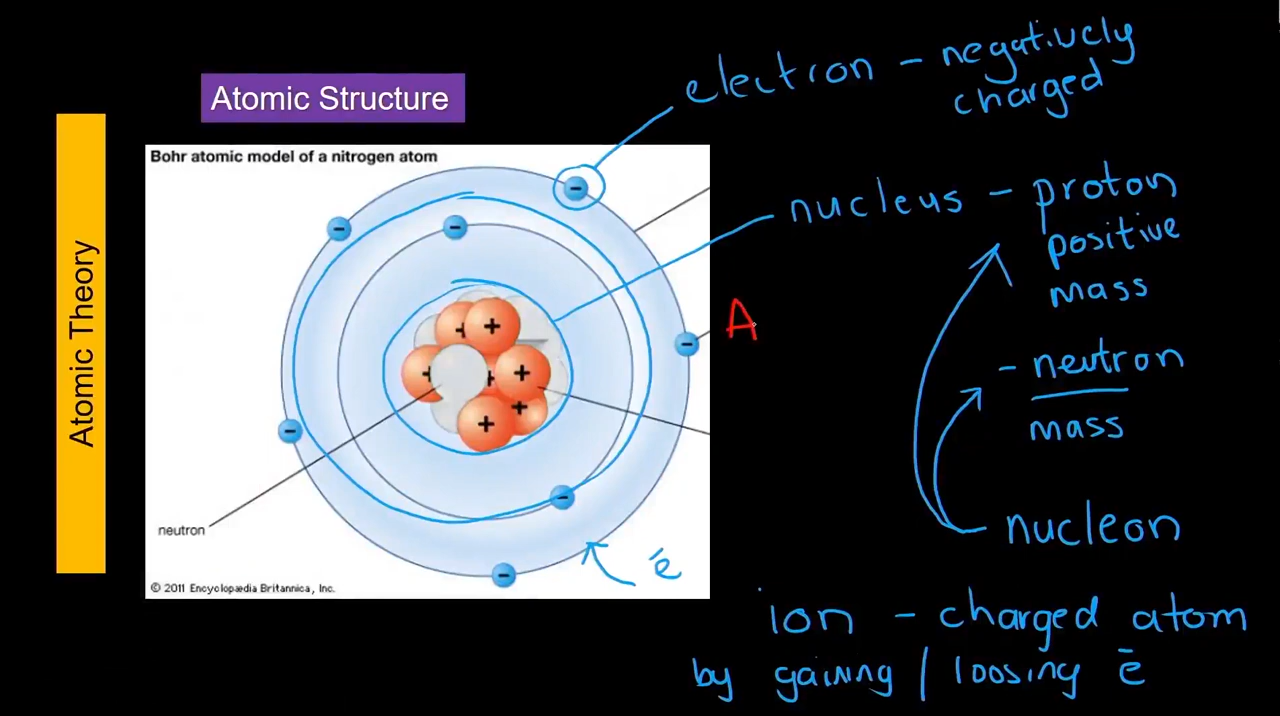 Atomic Structure
Atomic Theory
Bohr atomic model of a nitrogen atom
neutron
© 2011 Encyclopædia Britannica, Inc.
ē
electron - negatively
charged
nucleus - proton
positive
mass
A
- neutron
mass
nucleon
ion - charged atom
by gaining / loosing ē